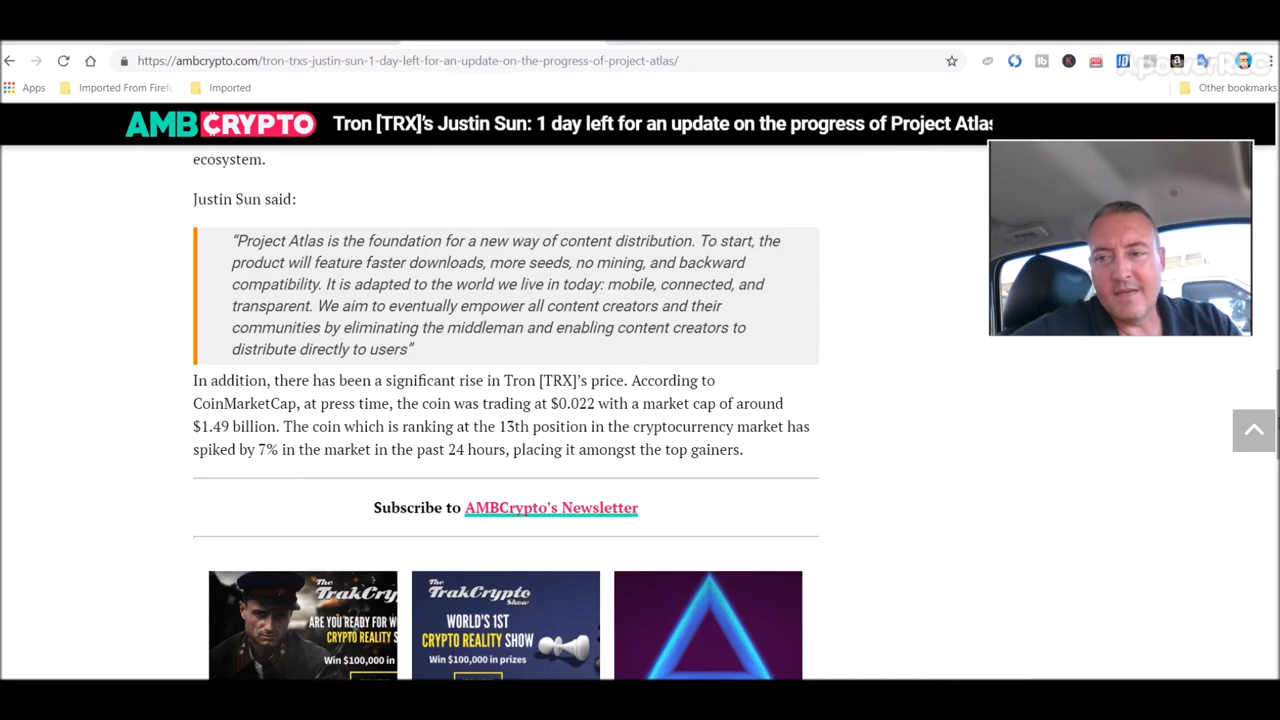 https://ambcrypto.com/tron-trxs-justin-sun-1-day-left-for-an-update-on-the-progress-of-project-atlas/
ApowerREC
Apps
Imported From Firef
Imported
Other bookmarks
AMBCRYPTO
Tron [TRX]'s Justin Sun: 1 day left for an update on the progress of Project Atlas
ecosystem.
Justin Sun said:
“Project Atlas is the foundation for a new way of content distribution. To start, the
product will feature faster downloads, more seeds, no mining, and backward
compatibility. It is adapted to the world we live in today: mobile, connected, and
transparent. We aim to eventually empower all content creators and their
communities by eliminating the middleman and enabling content creators to
distribute directly to users”
In addition, there has been a significant rise in Tron [TRX]’s price. According to
CoinMarketCap, at press time, the coin was trading at $0.022 with a market cap of around
$1.49 billion. The coin which is ranking at the 13th position in the cryptocurrency market has
spiked by 7% in the market in the past 24 hours, placing it amongst the top gainers.
Subscribe to AMBCrypto’s Newsletter
The
TrakCry
ARE YOU READY FOR W
CRYPTO REALITY S
Win $100,000 in
The
TrakCrypto
Show
WORLD'S 1ST
CRYPTO REALITY SHOW
Win $100,000 in prizes